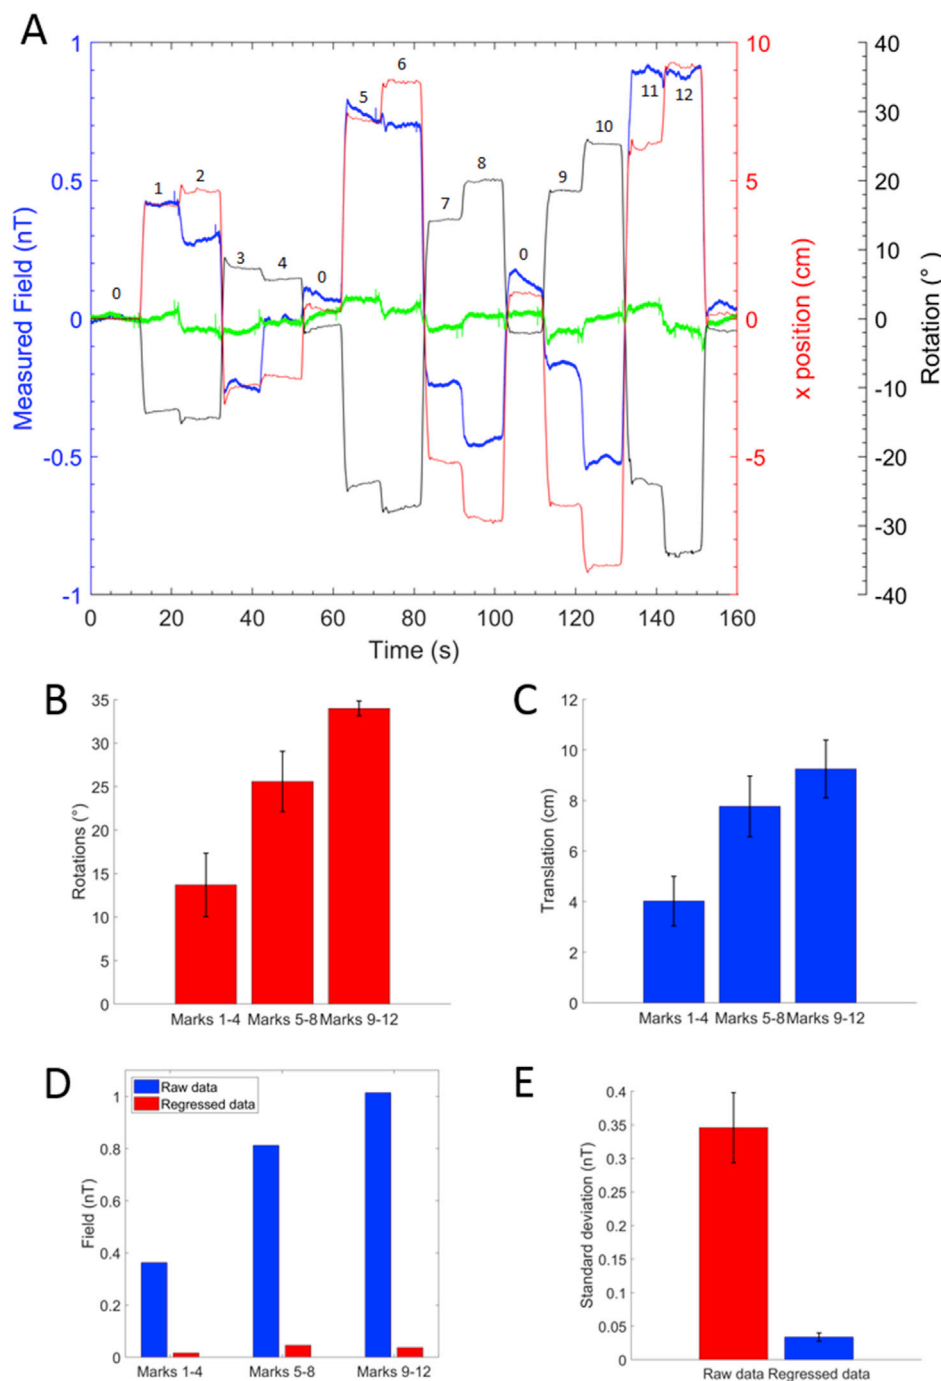 A
Measured Field (nT)
1
0.5
0
-0.5
-1
10
5
0
-5
-10
x position (cm)
40
30
20
10
0
-10
-20
-30
-40
Rotation (°)
0 1 2 3 4 0 5 6 7 8 0 9 10 11 12
0 20 40 60 80 100 120 140 160
Time (s)
B
Rotations (°)
35
30
25
20
15
10
5
0
Marks 1-4 Marks 5-8 Marks 9-12
C
Translation (cm)
12
10
8
6
4
2
0
Marks 1-4 Marks 5-8 Marks 9-12
D
Field (nT)
1
0.8
0.6
0.4
0.2
0
Raw data
Regressed data
Marks 1-4 Marks 5-8 Marks 9-12
E
Standard deviation (nT)
0.4
0.35
0.3
0.25
0.2
0.15
0.1
0.05
0
Raw data Regressed data